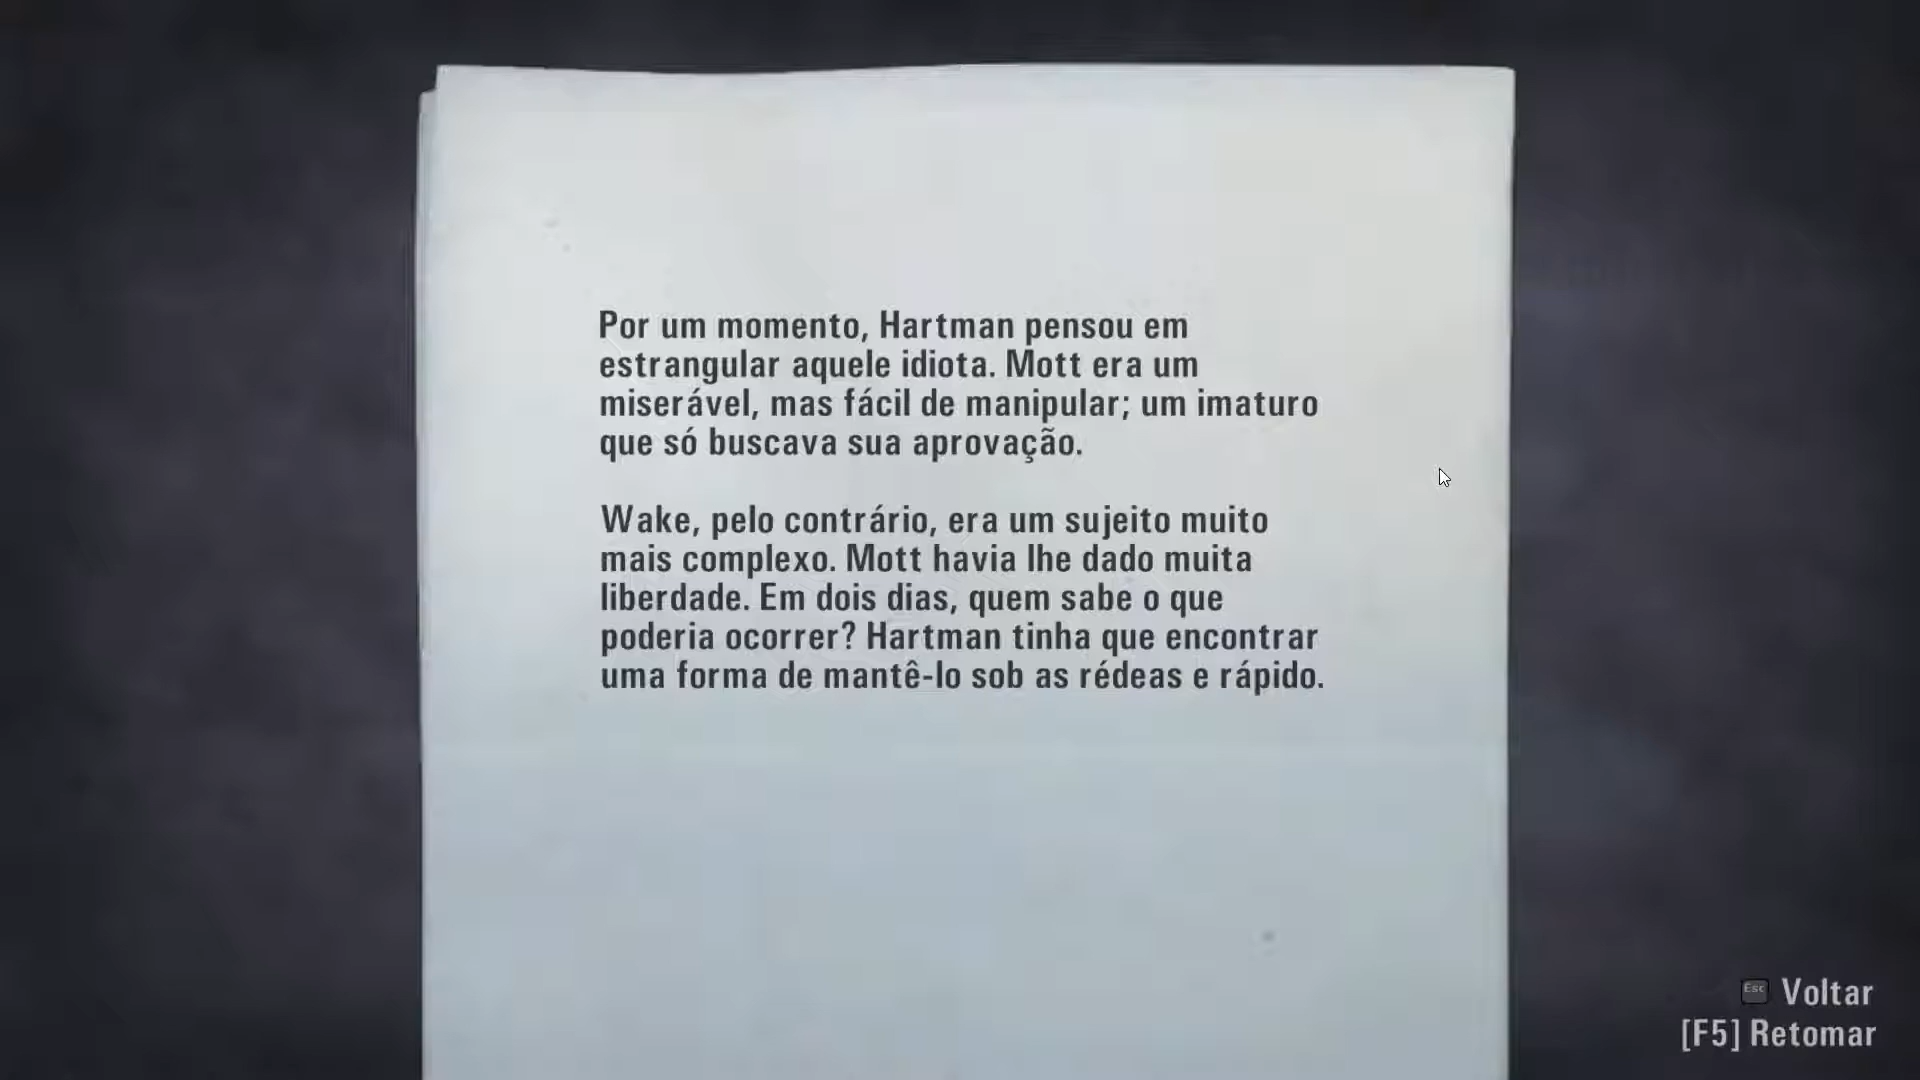 Por um momento, Hartman pensou em
estrangular aquele idiota. Mott era um
miserável, mas fácil de manipular; um imaturo
que só buscava sua aprovação.
Wake, pelo contrário, era um sujeito muito
mais complexo. Mott havia lhe dado muita
liberdade. Em dois dias, quem sabe o que
poderia ocorrer? Hartman tinha que encontrar
uma forma de mantê-lo sob as rédeas e rápido.
Esc Voltar
[F5] Retomar